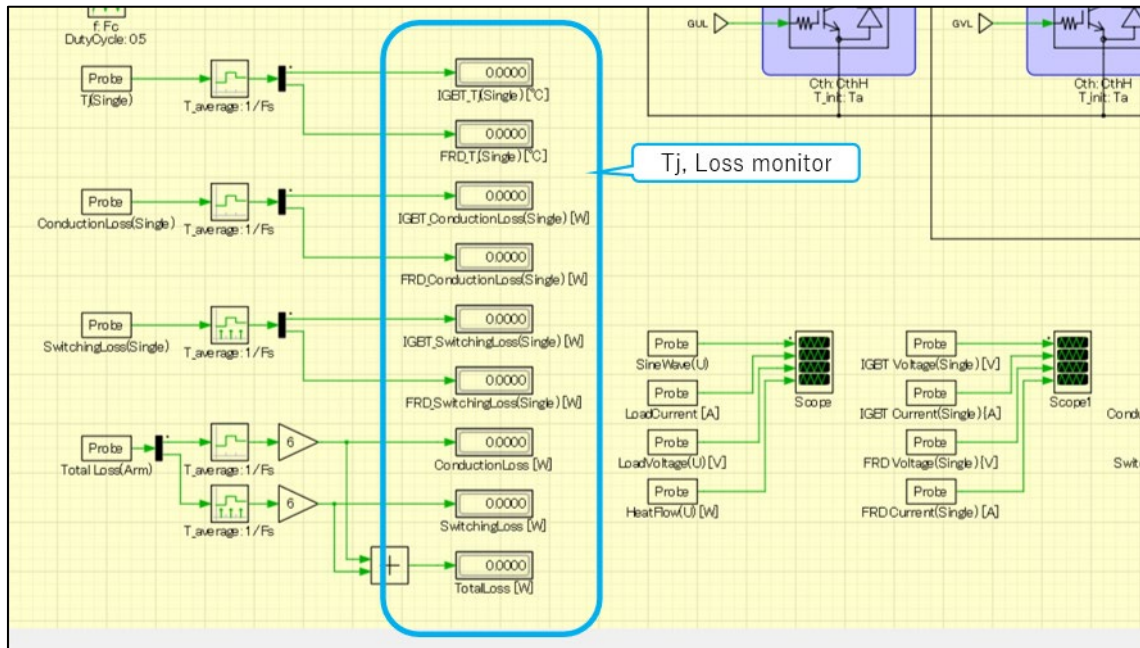 f: Fc
DutyCycle: 0.5
Probe
Tj(Single)
T_average: 1/Fs
0.0000
IGBT_Tj(Single) [℃]
0.0000
FRD_Tj(Single) [℃]
Probe
ConductionLoss(Single)
T_average: 1/Fs
0.0000
IGBT_ConductionLoss(Single) [W]
0.0000
FRD_ConductionLoss(Single) [W]
Probe
SwitchingLoss(Single)
T_average: 1/Fs
0.0000
IGBT_SwitchingLoss(Single) [W]
0.0000
FRD_SwitchingLoss(Single) [W]
Probe
Total Loss(Arm)
T_average: 1/Fs
6
0.0000
ConductionLoss [W]
T_average: 1/Fs
6
0.0000
SwitchingLoss [W]
0.0000
TotalLoss [W]
Tj, Loss monitor
GUL
Cth: CthH
T_init: Ta
GVL
Cth: CthH
T_init: Ta
Probe
SineWave(U)
Probe
LoadCurrent [A]
Probe
LoadVoltage(U) [V]
Probe
HeatFlow(U) [W]
Scope
Probe
IGBT Voltage(Single) [V]
Probe
IGBT Current(Single) [A]
Probe
FRD Voltage(Single) [V]
Probe
FRD Current(Single) [A]
Scope1